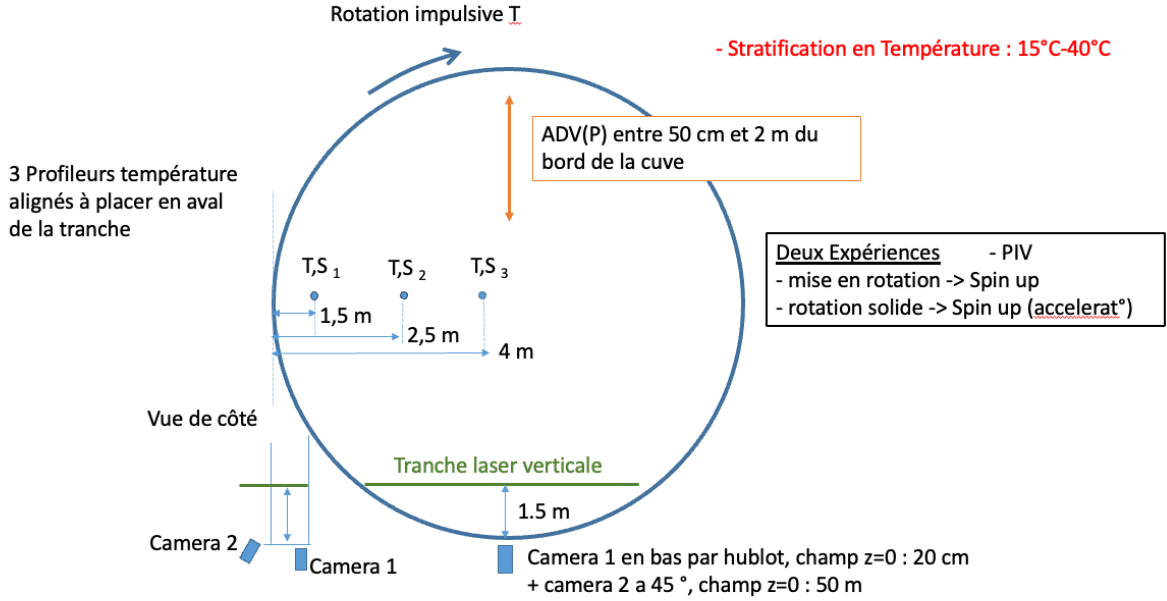 Rotation impulsive T
- Stratification en Température : 15°C-40°C
ADV(P) entre 50 cm et 2 m du
bord de la cuve
3 Profileurs température
alignés à placer en aval
de la tranche
T,S 1
T,S 2
T,S 3
1,5 m
2,5 m
4 m
Deux Expériences - PIV
- mise en rotation -> Spin up
- rotation solide -> Spin up (accelerat°)
Vue de côté
Tranche laser verticale
1.5 m
Camera 2
Camera 1
Camera 1 en bas par hublot, champ z=0 : 20 cm
+ camera 2 a 45 °, champ z=0 : 50 m